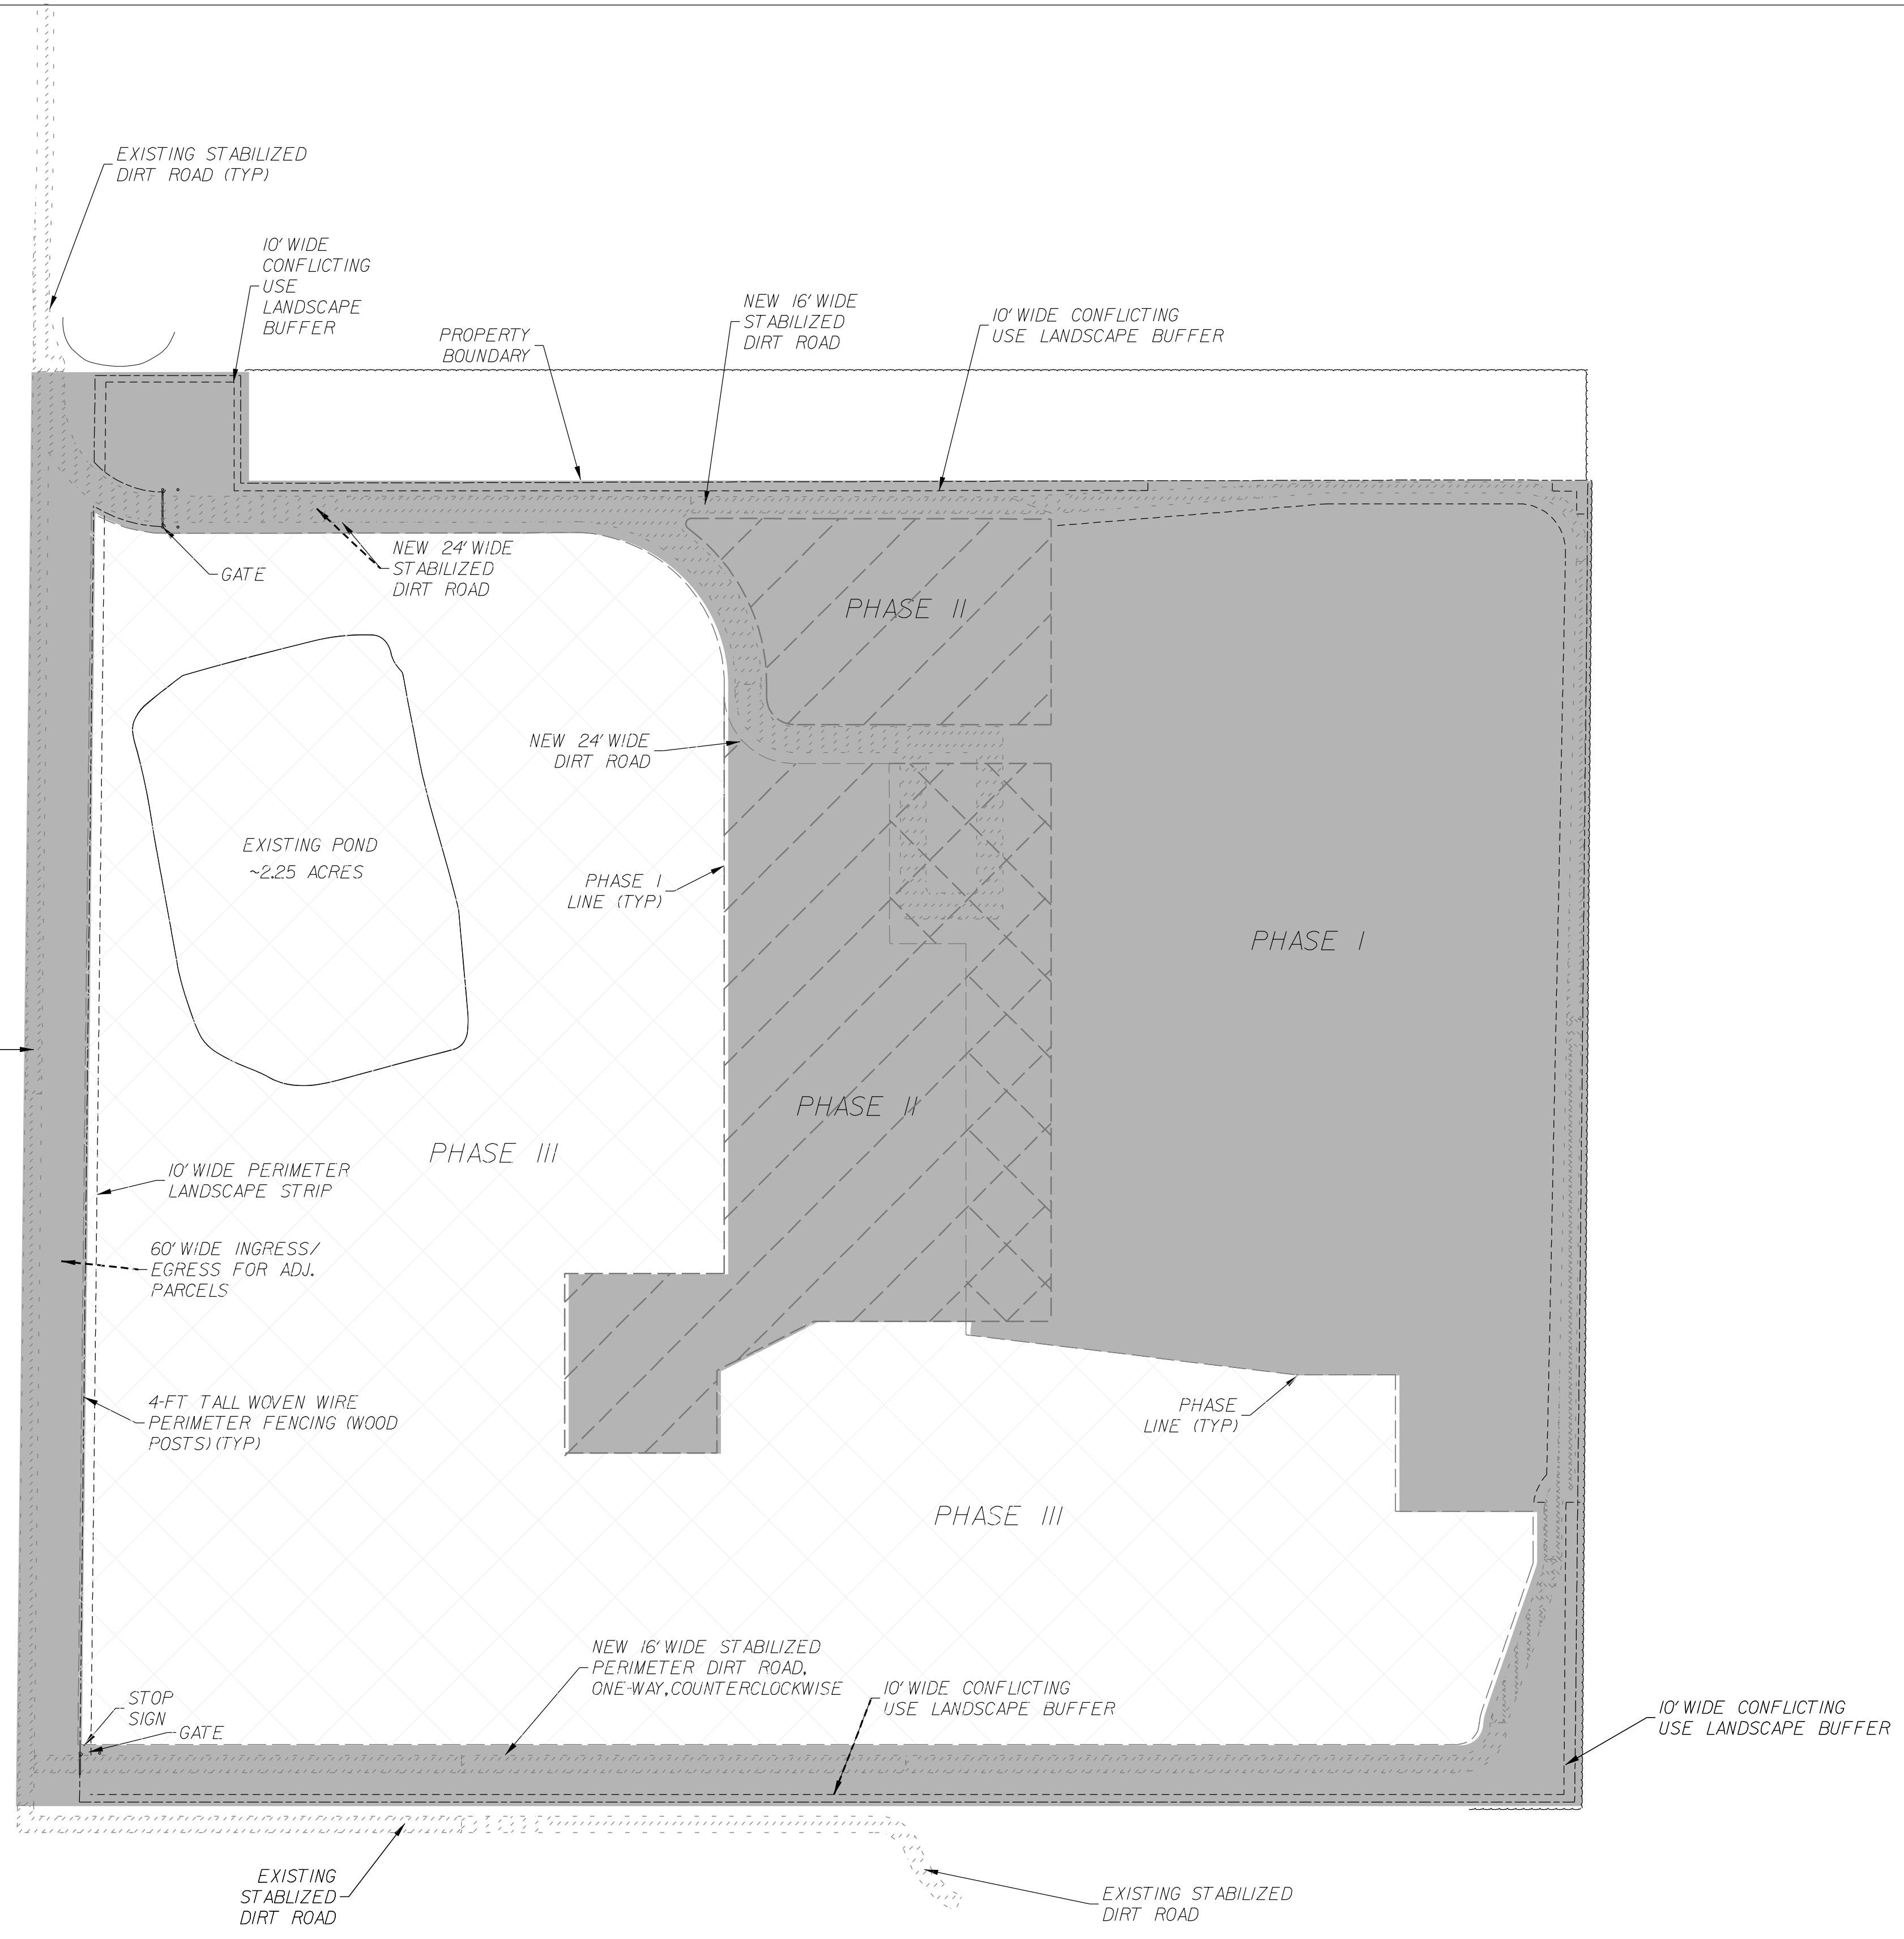 EXISTING STABILIZED
DIRT ROAD (TYP)
10' WIDE
CONFLICTING
USE
LANDSCAPE
BUFFER
PROPERTY
BOUNDARY
NEW 16' WIDE
STABILIZED
DIRT ROAD
10' WIDE CONFLICTING
USE LANDSCAPE BUFFER
GATE
NEW 24' WIDE
STABILIZED
DIRT ROAD
PHASE II
NEW 24' WIDE
DIRT ROAD
EXISTING POND
~2.25 ACRES
PHASE I
LINE (TYP)
PHASE I
PHASE II
PHASE III
10' WIDE PERIMETER
LANDSCAPE STRIP
60' WIDE INGRESS/
EGRESS FOR ADJ.
PARCELS
4-FT TALL WOVEN WIRE
PERIMETER FENCING (WOOD
POSTS) (TYP)
PHASE
LINE (TYP)
PHASE III
NEW 16' WIDE STABILIZED
PERIMETER DIRT ROAD,
ONE-WAY, COUNTERCLOCKWISE
STOP
SIGN
GATE
10' WIDE CONFLICTING
USE LANDSCAPE BUFFER
10' WIDE CONFLICTING
USE LANDSCAPE BUFFER
EXISTING
STABLIZED
DIRT ROAD
EXISTING STABILIZED
DIRT ROAD